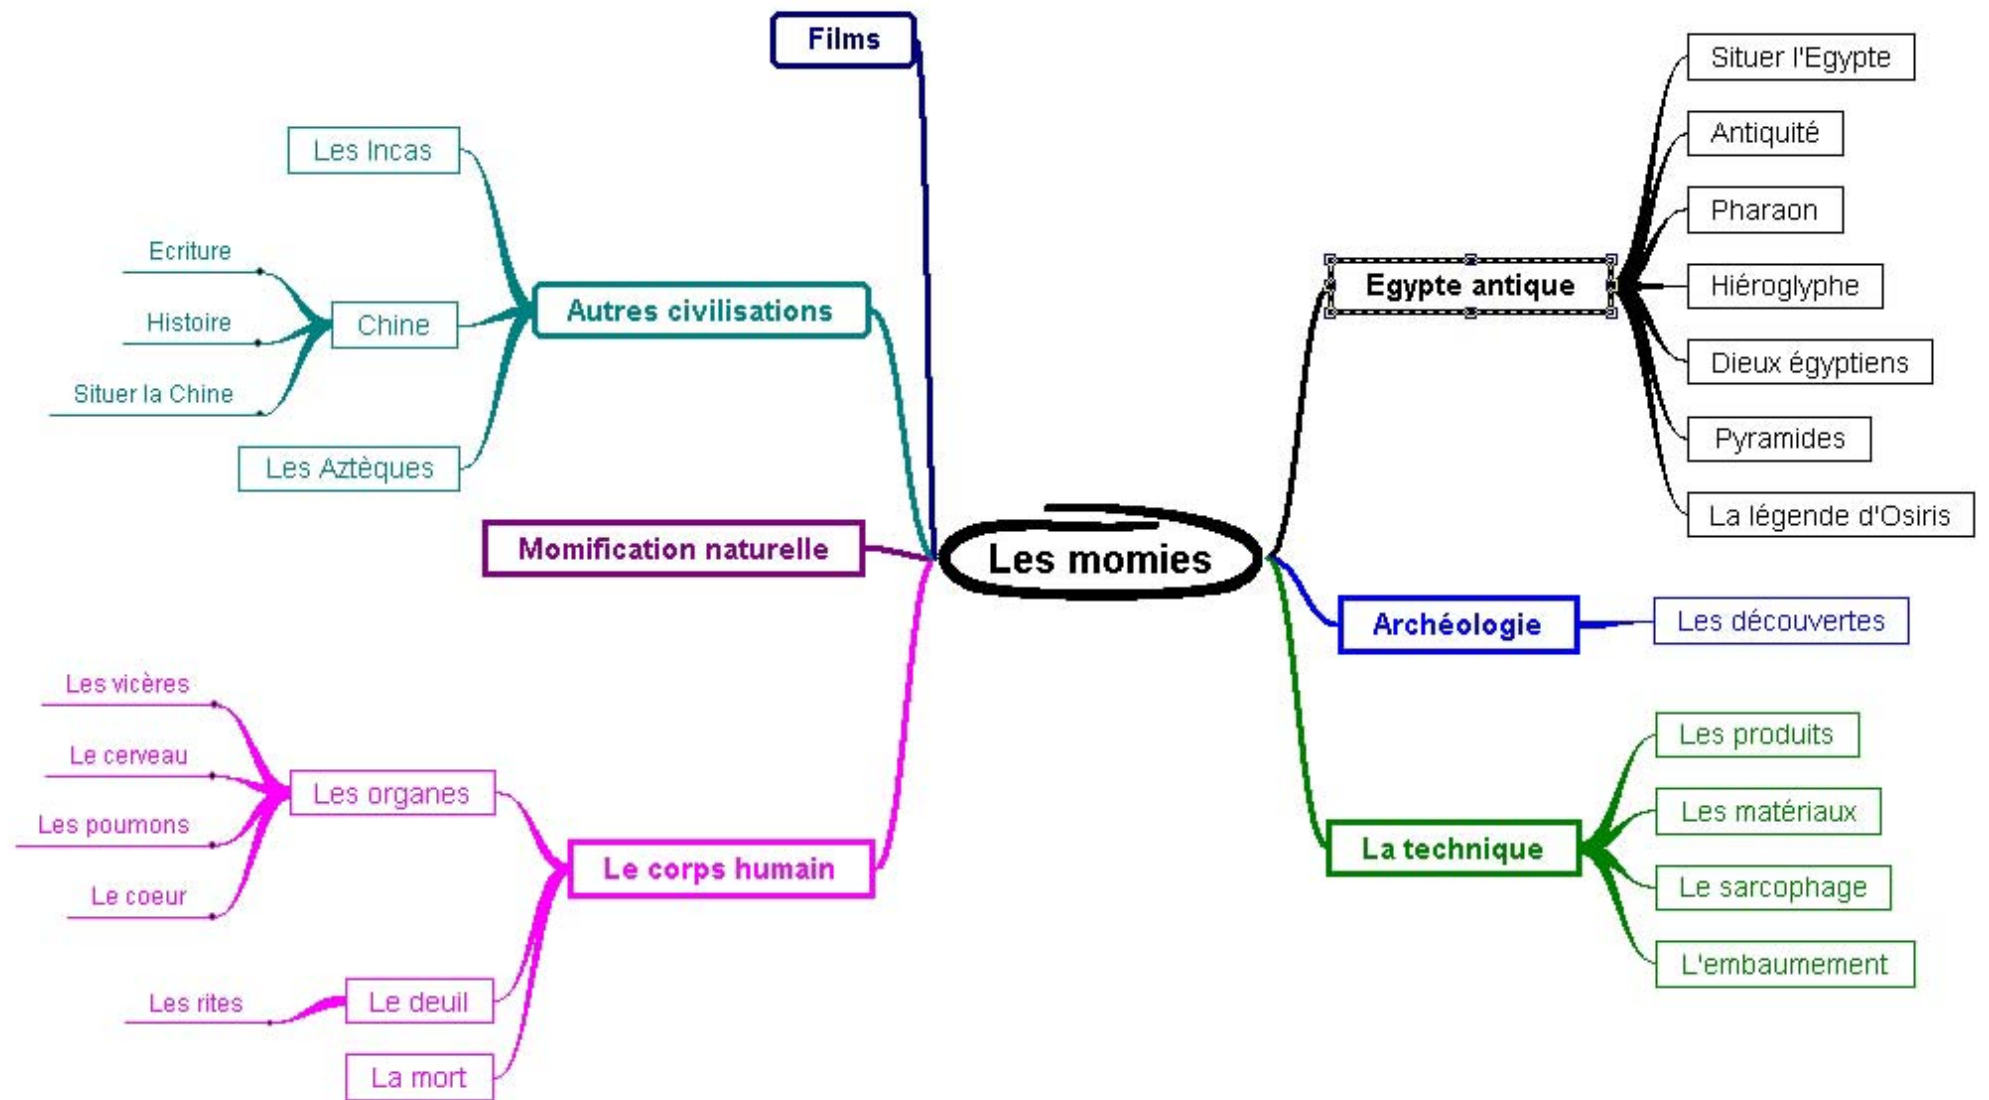 Films
Les Incas
Ecriture
Histoire
Situer la Chine
Chine
Autres civilisations
Les Aztèques
Momification naturelle
Les momies
Les vicères
Le cerveau
Les poumons
Le coeur
Les organes
Le corps humain
Les rites
Le deuil
La mort
Egypte antique
Situer l'Egypte
Antiquité
Pharaon
Hiéroglyphe
Dieux égyptiens
Pyramides
La légende d'Osiris
Archéologie
Les découvertes
La technique
Les produits
Les matériaux
Le sarcophage
L'embaumement